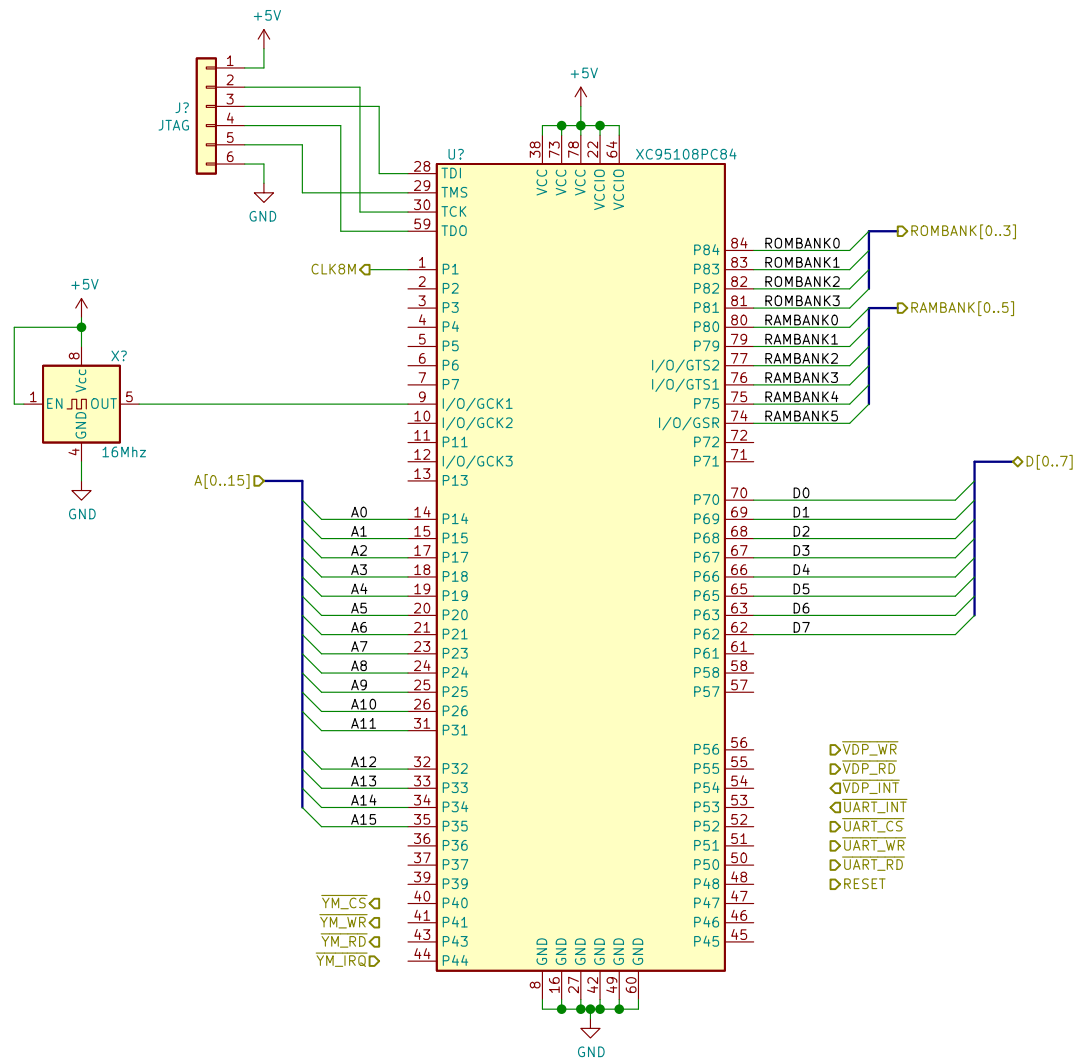 +5V
1
2
3
4
5
6
J?
JTAG
GND
+5V
38
73
78
22
64
U?
XC95108PC84
VCC
VCC
VCC
VCCIO
VCCIO
28 TDI
29 TMS
30 TCK
59 TDO
CLK8M 1 P1
2 P2
3 P3
4 P4
5 P5
6 P6
7 P7
9 I/O/GCK1
10 I/O/GCK2
11 P11
12 I/O/GCK3
13 P13
+5V
X?
8
Vcc
1 EN OUT 5
GND
4
16Mhz
GND
A[0..15]
A0 14 P14
A1 15 P15
A2 17 P17
A3 18 P18
A4 19 P19
A5 20 P20
A6 21 P21
A7 23 P23
A8 24 P24
A9 25 P25
A10 26 P26
A11 31 P31
A12 32 P32
A13 33 P33
A14 34 P34
A15 35 P35
36 P36
37 P37
39 P39
YM_CS 40 P40
YM_WR 41 P41
YM_RD 43 P43
YM_IRQ 44 P44
ROMBANK[0..3]
P84 84 ROMBANK0
P83 83 ROMBANK1
P82 82 ROMBANK2
P81 81 ROMBANK3
RAMBANK[0..5]
P80 80 RAMBANK0
P79 79 RAMBANK1
I/O/GTS2 77 RAMBANK2
I/O/GTS1 76 RAMBANK3
P75 75 RAMBANK4
I/O/GSR 74 RAMBANK5
P72 72
P71 71
D[0..7]
P70 70 D0
P69 69 D1
P68 68 D2
P67 67 D3
P66 66 D4
P65 65 D5
P63 63 D6
P62 62 D7
P61 61
P58 58
P57 57
P56 56 VDP_WR
P55 55 VDP_RD
P54 54 VDP_INT
P53 53 UART_INT
P52 52 UART_CS
P51 51 UART_WR
P50 50 UART_RD
P48 48 RESET
P47 47
P46 46
P45 45
GND
GND
GND
GND
GND
GND
8
16
27
42
49
60
GND